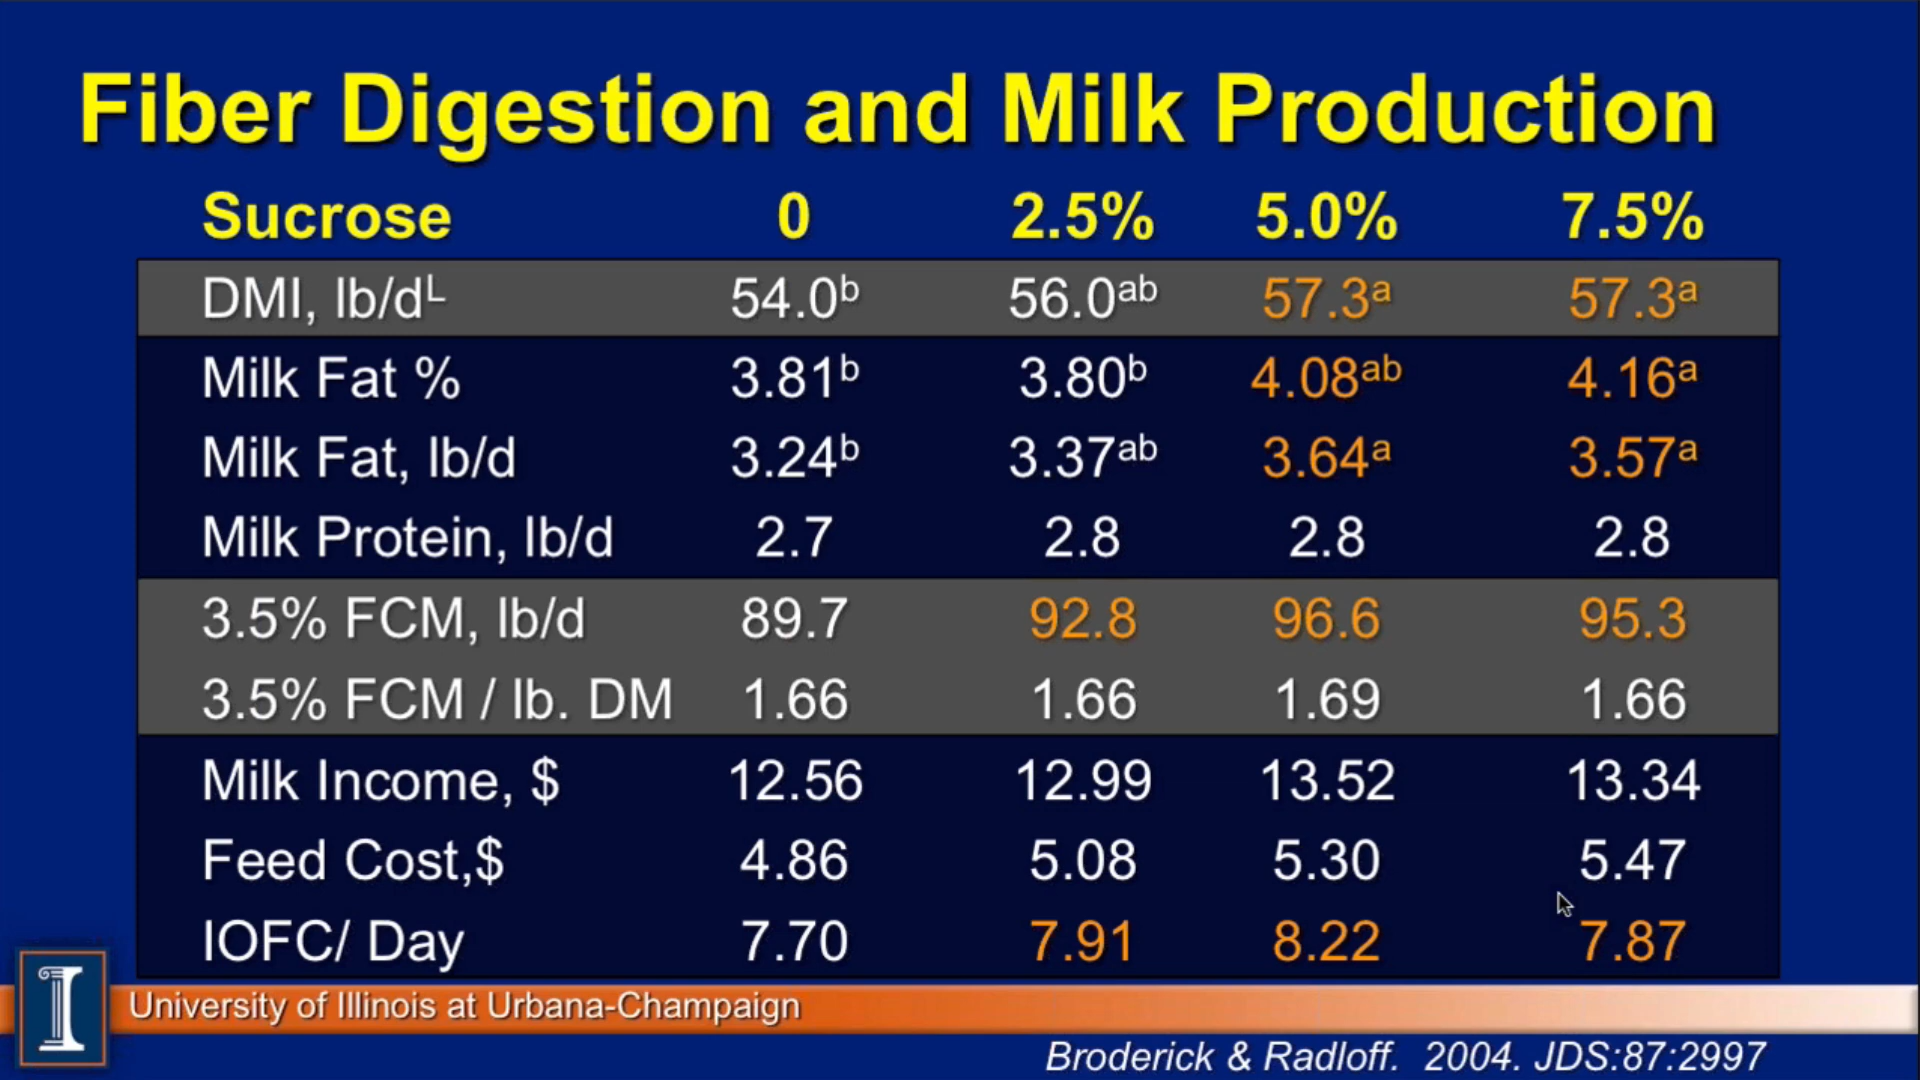 Fiber Digestion and Milk Production
Sucrose 0 2.5% 5.0% 7.5%
DMI, lb/dᴸ 54.0ᵇ 56.0ᵃᵇ 57.3ᵃ 57.3ᵃ
Milk Fat % 3.81ᵇ 3.80ᵇ 4.08ᵃᵇ 4.16ᵃ
Milk Fat, lb/d 3.24ᵇ 3.37ᵃᵇ 3.64ᵃ 3.57ᵃ
Milk Protein, lb/d 2.7 2.8 2.8 2.8
3.5% FCM, lb/d 89.7 92.8 96.6 95.3
3.5% FCM / lb. DM 1.66 1.66 1.69 1.66
Milk Income, $ 12.56 12.99 13.52 13.34
Feed Cost,$ 4.86 5.08 5.30 5.47
IOFC/ Day 7.70 7.91 8.22 7.87
University of Illinois at Urbana-Champaign
Broderick & Radloff. 2004. JDS:87:2997